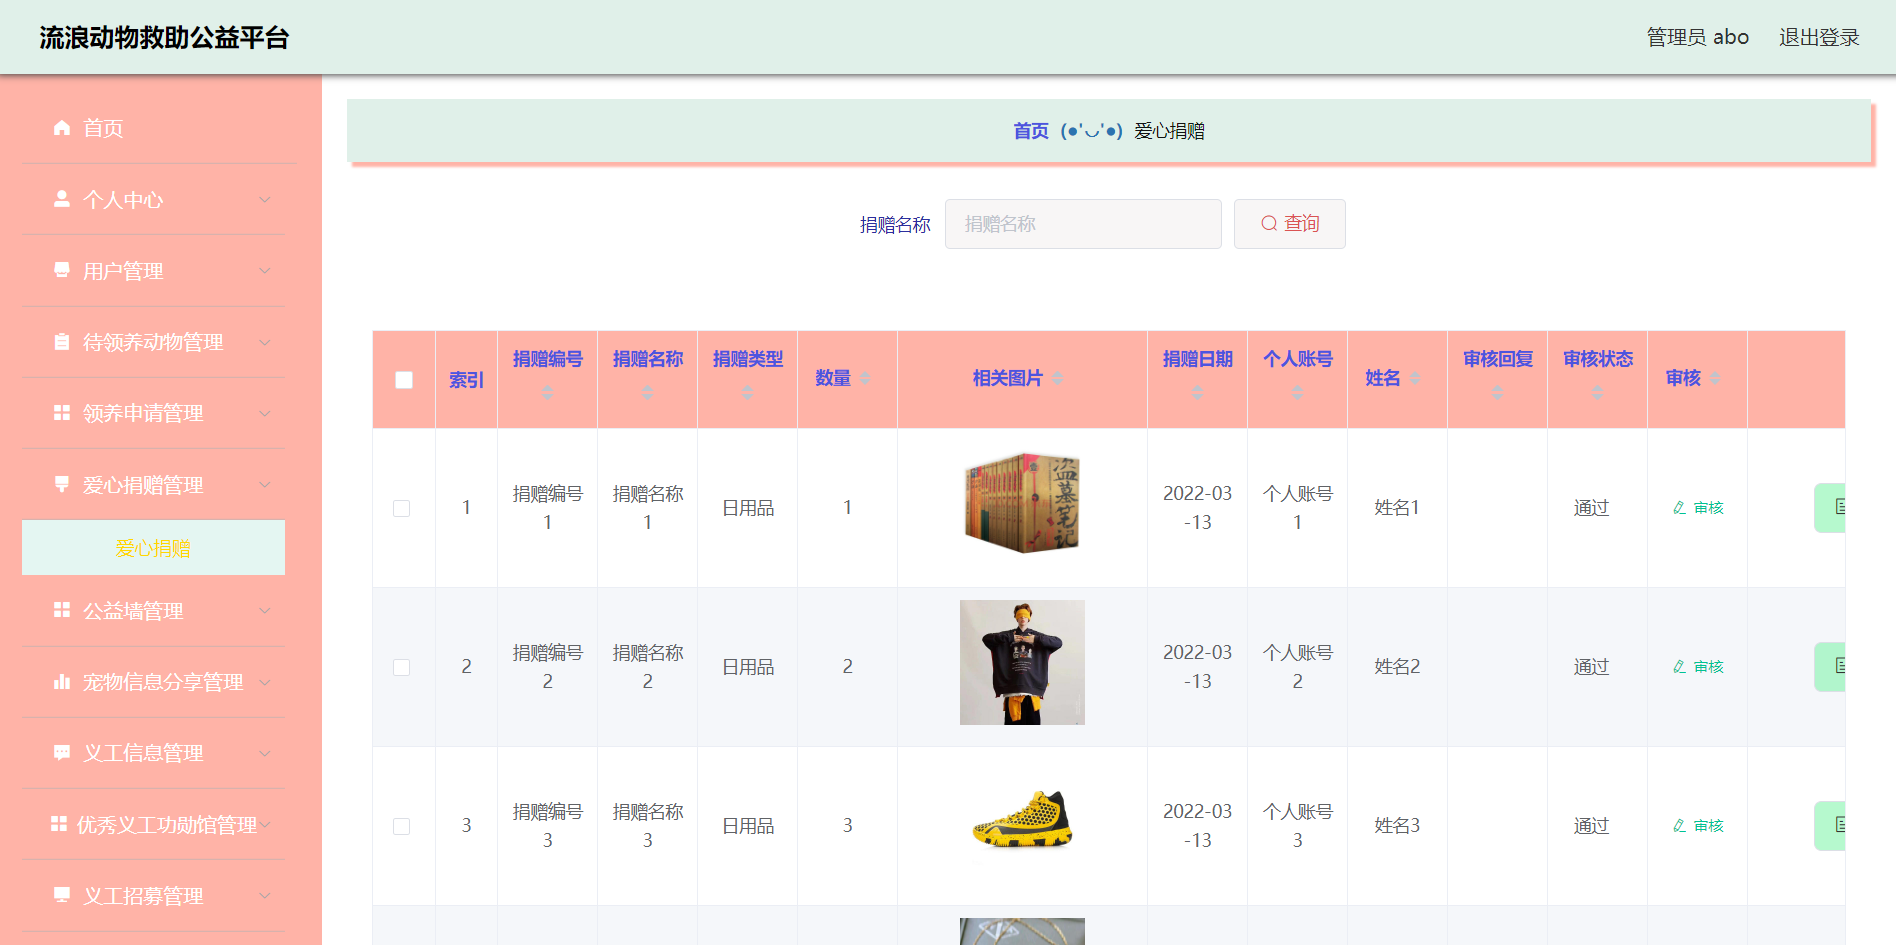 流浪动物救助公益平台
管理员 abo
退出登录
首页
个人中心
用户管理
待领养动物管理
领养申请管理
爱心捐赠管理
爱心捐赠
公益墙管理
宠物信息分享管理
义工信息管理
优秀义工功勋馆管理
义工招募管理
首页 (●'◡'●) 爱心捐赠
捐赠名称
捐赠名称
查询
索引
捐赠编号
捐赠名称
捐赠类型
数量
相关图片
捐赠日期
个人账号
姓名
审核回复
审核状态
审核
1
捐赠编号
1
捐赠名称
1
日用品
1
盗墓笔记
2022-03
-13
个人账号
1
姓名1
通过
审核
2
捐赠编号
2
捐赠名称
2
日用品
2
2022-03
-13
个人账号
2
姓名2
通过
审核
3
捐赠编号
3
捐赠名称
3
日用品
3
2022-03
-13
个人账号
3
姓名3
通过
审核